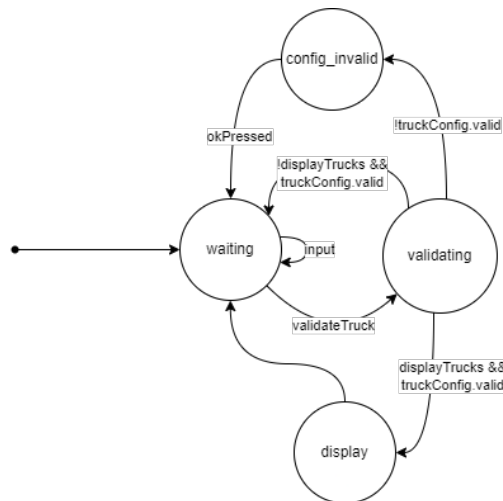 config_invalid
!truckConfig.valid
okPressed
!displayTrucks &&
truckConfig.valid
waiting
input
validating
validateTruck
displayTrucks &&
truckConfig.valid
display